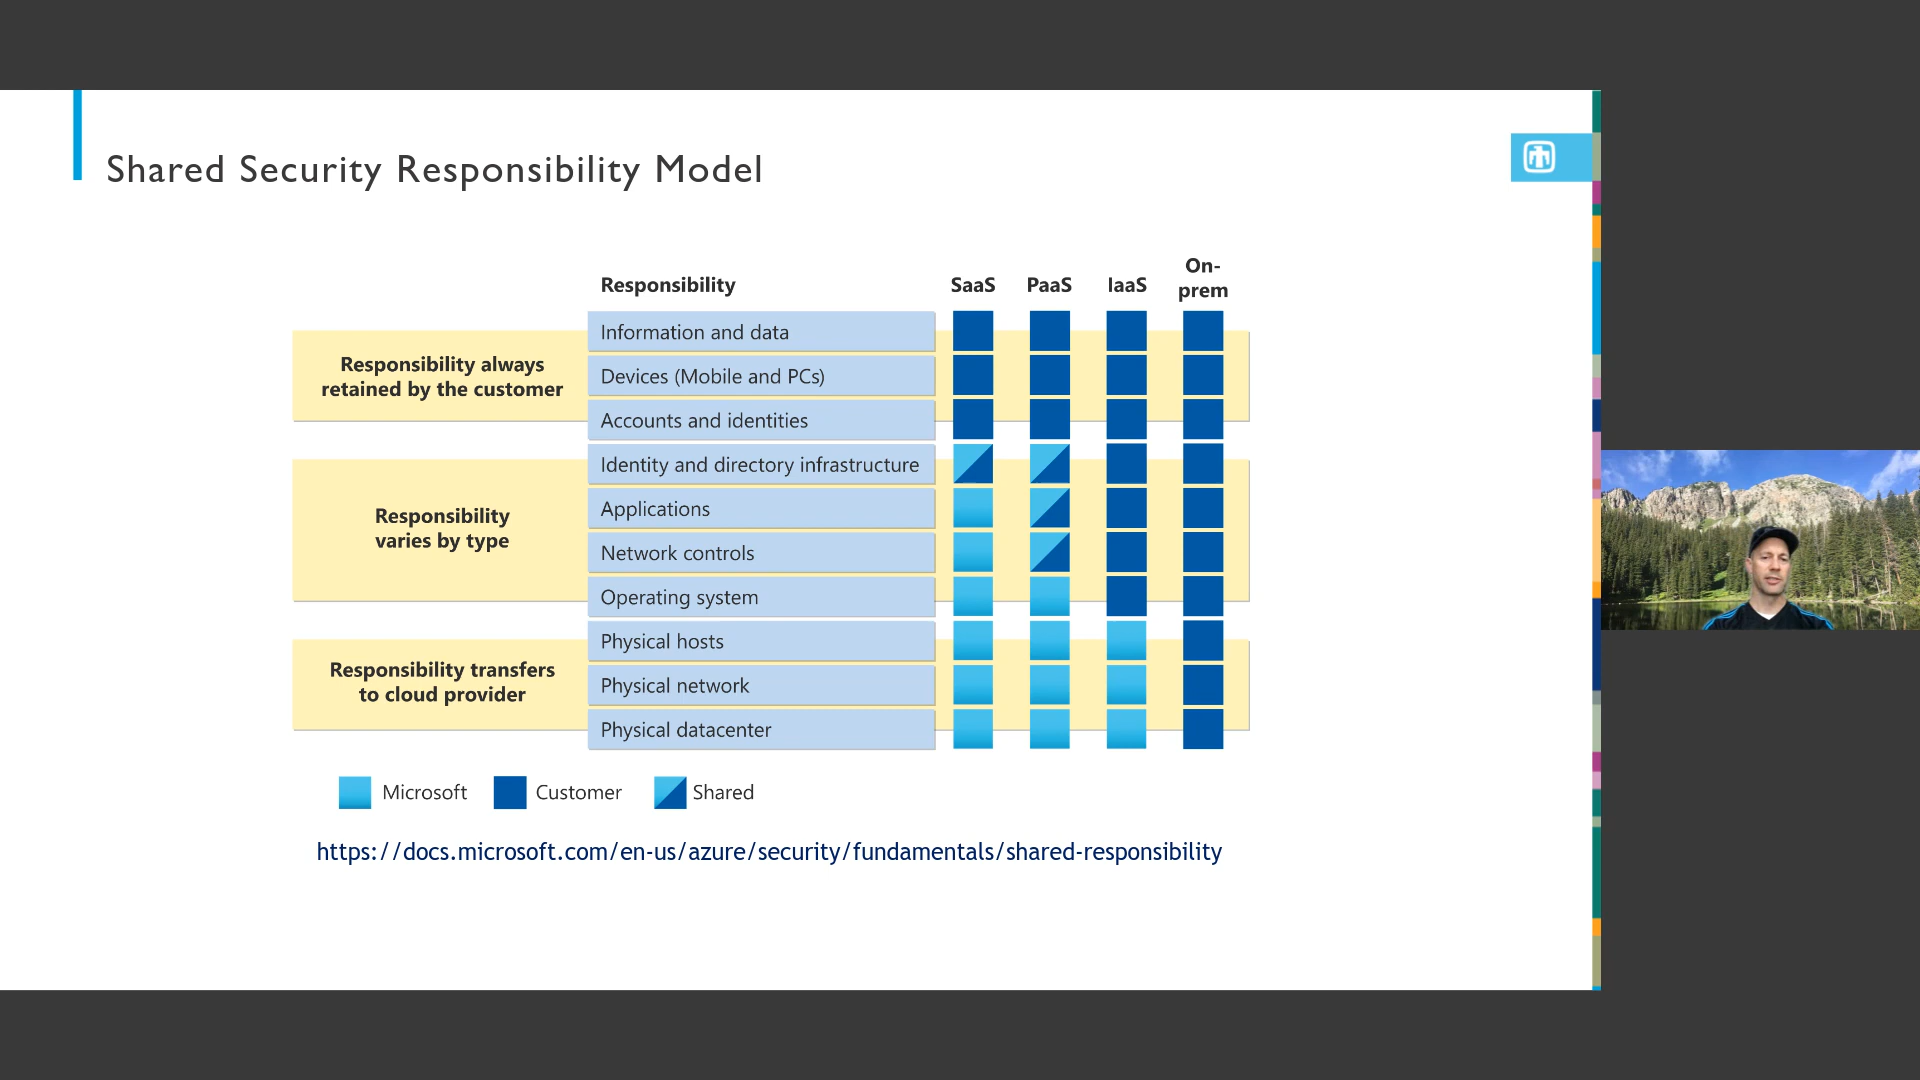 Shared Security Responsibility Model
Responsibility
SaaS
PaaS
IaaS
On-
prem
Responsibility always
retained by the customer
Information and data
Devices (Mobile and PCs)
Accounts and identities
Responsibility
varies by type
Identity and directory infrastructure
Applications
Network controls
Operating system
Responsibility transfers
to cloud provider
Physical hosts
Physical network
Physical datacenter
Microsoft
Customer
Shared
https://docs.microsoft.com/en-us/azure/security/fundamentals/shared-responsibility